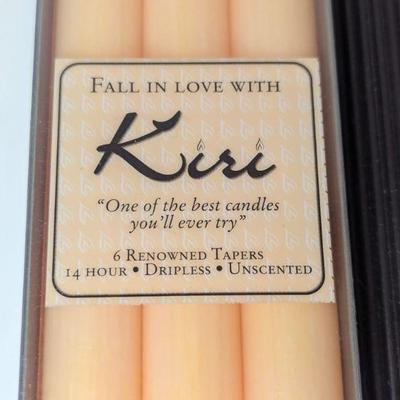 FALL IN LOVE WITH
Kiri
“One of the best candles
you'll ever try”
6 RENOWNED TAPERS
14 HOUR • DRIPLESS • UNSCENTED